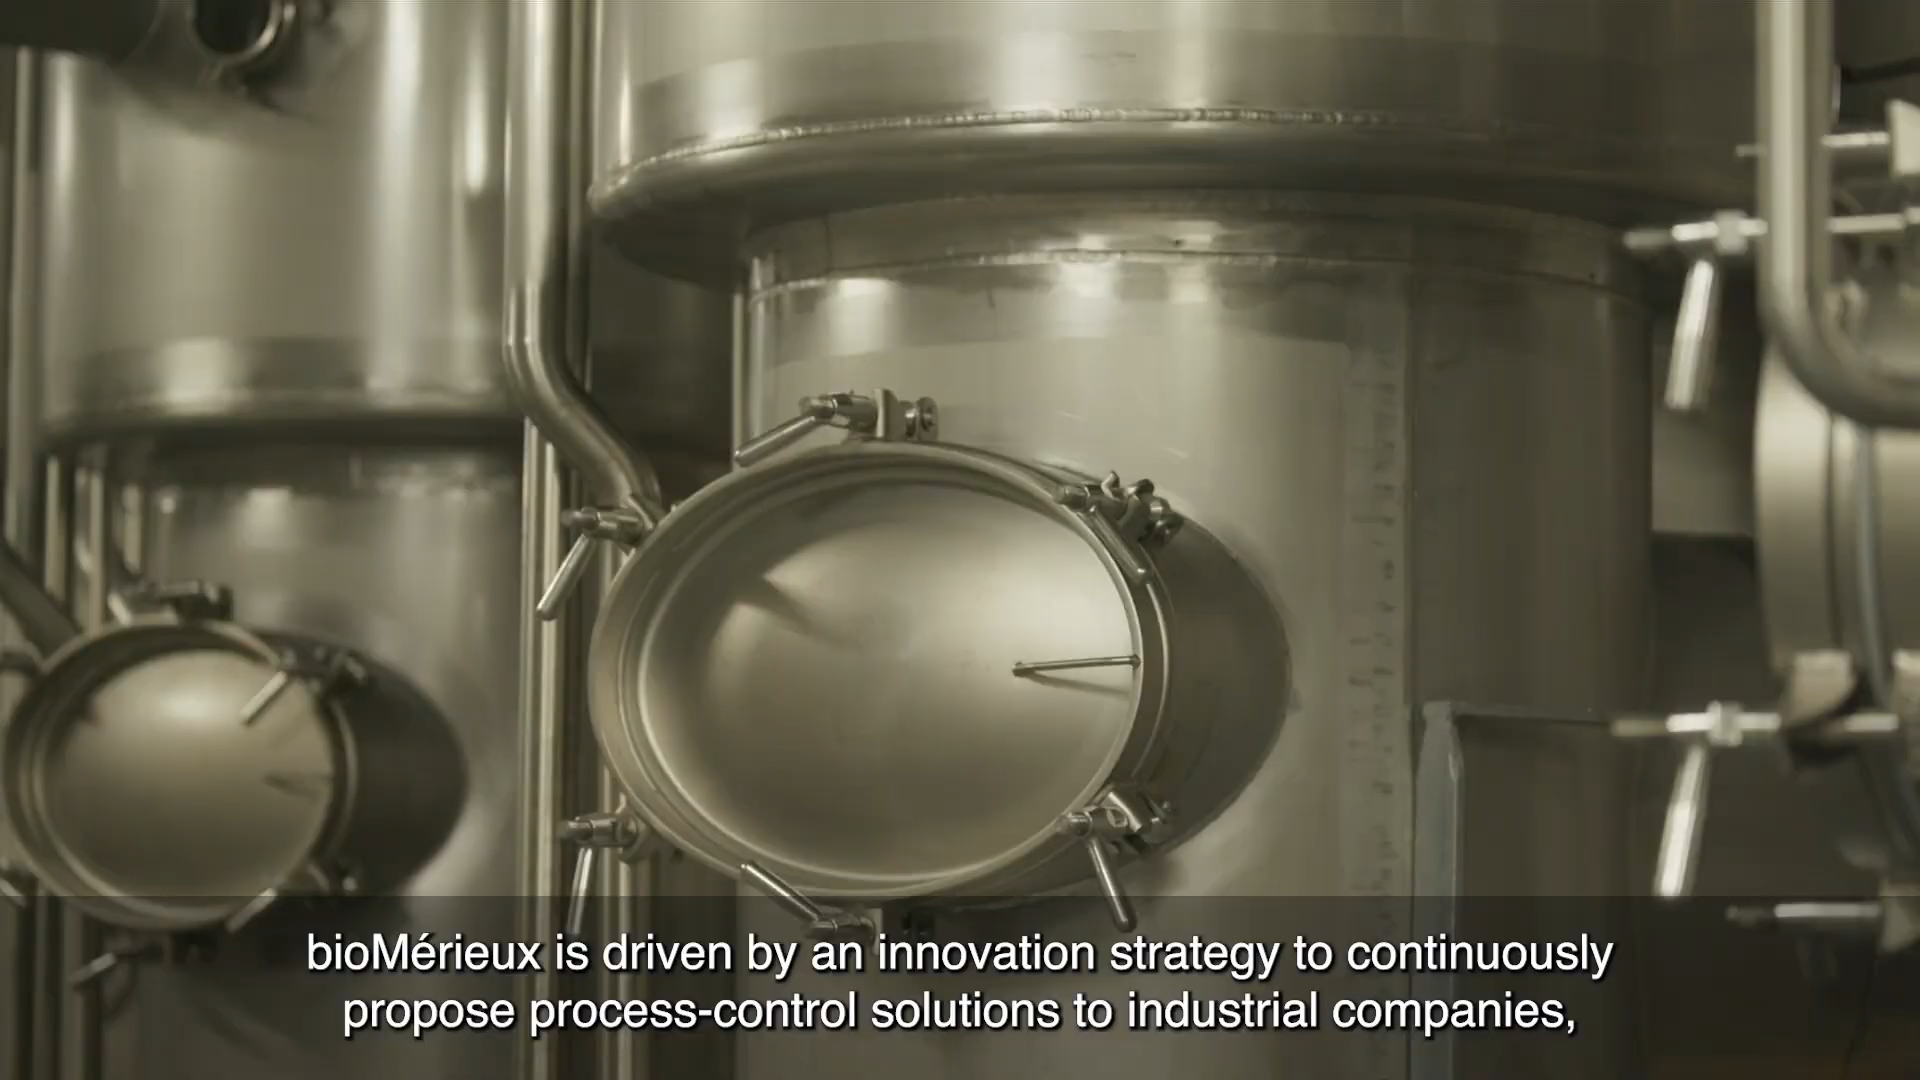 bioMérieux is driven by an innovation strategy to continuously
propose process-control solutions to industrial companies,